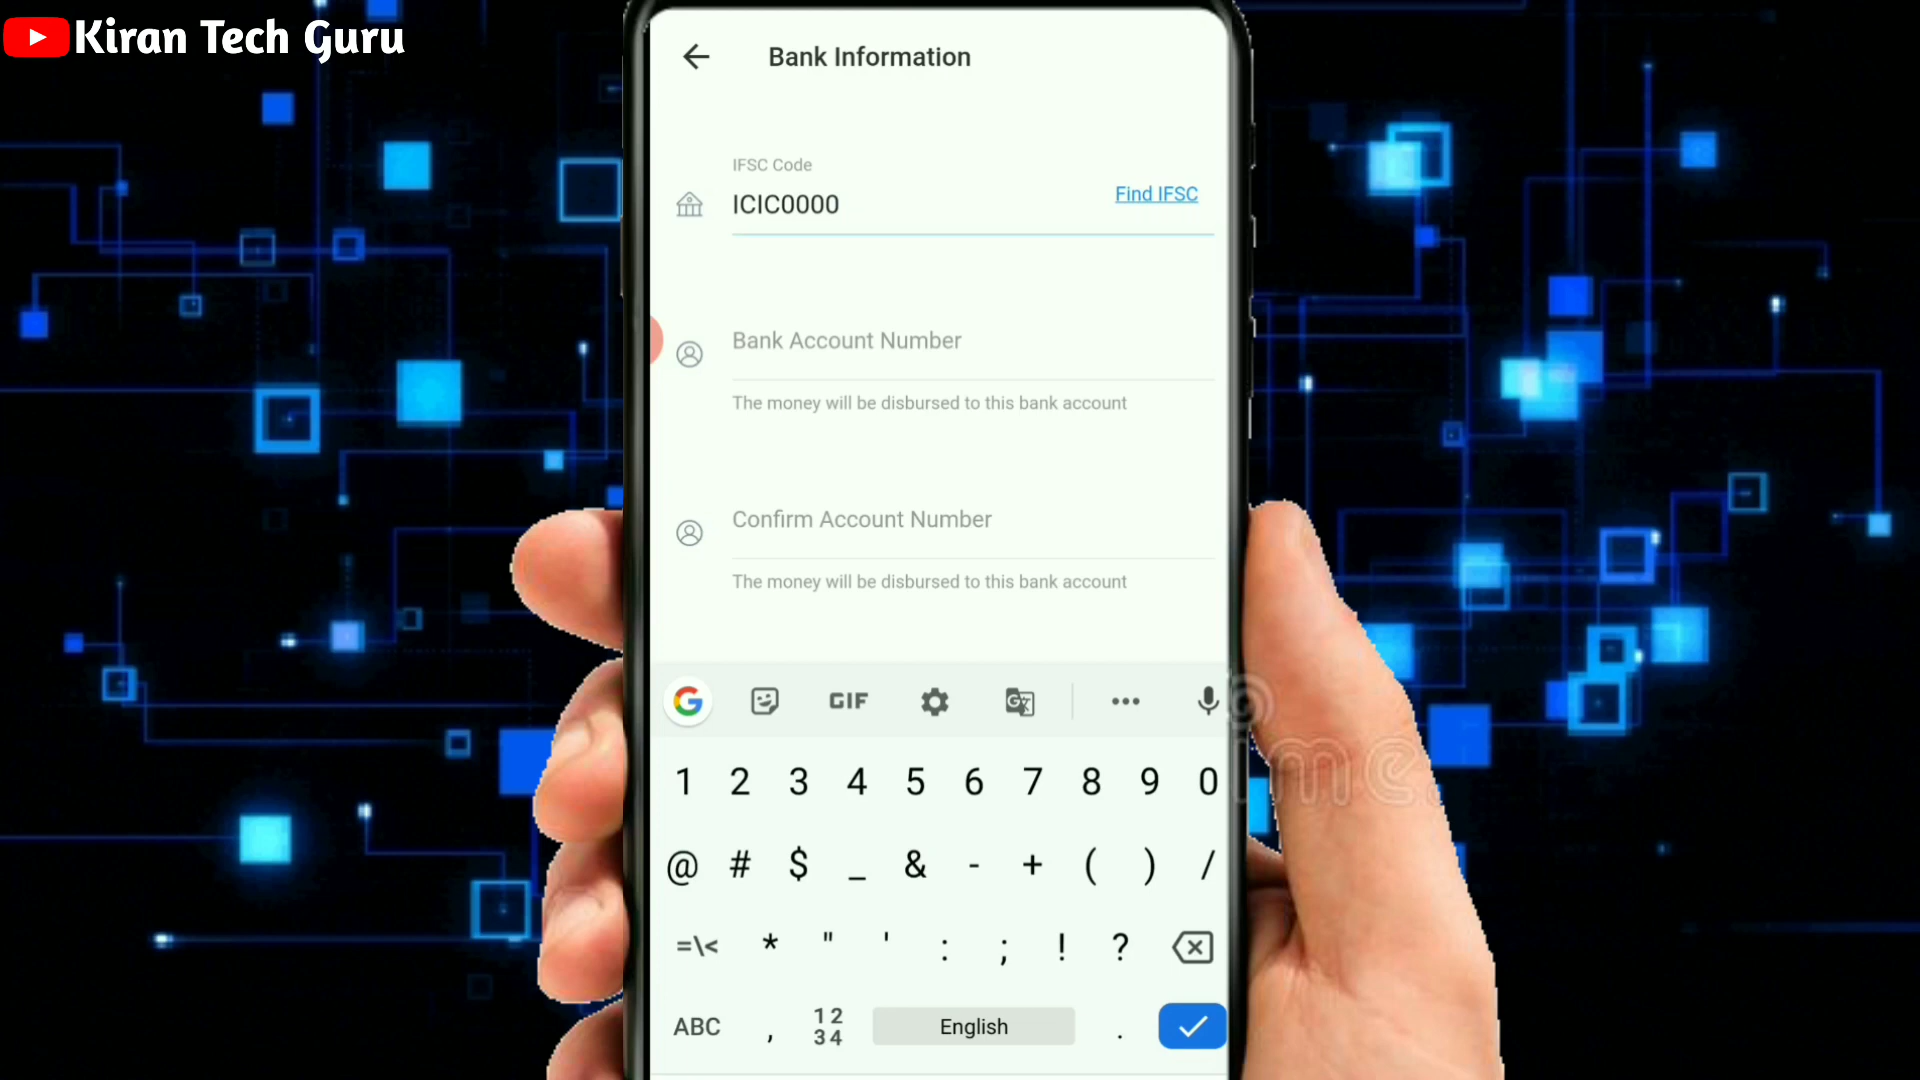 Kiran Tech Guru
Bank Information
IFSC Code
ICIC0000
Find IFSC
Bank Account Number
The money will be disbursed to this bank account
Confirm Account Number
The money will be disbursed to this bank account
GIF
1 2 3 4 5 6 7 8 9 0
@ # $ _ & - + ( ) /
=\< * " ' : ; ! ?
ABC , 12 34 English .